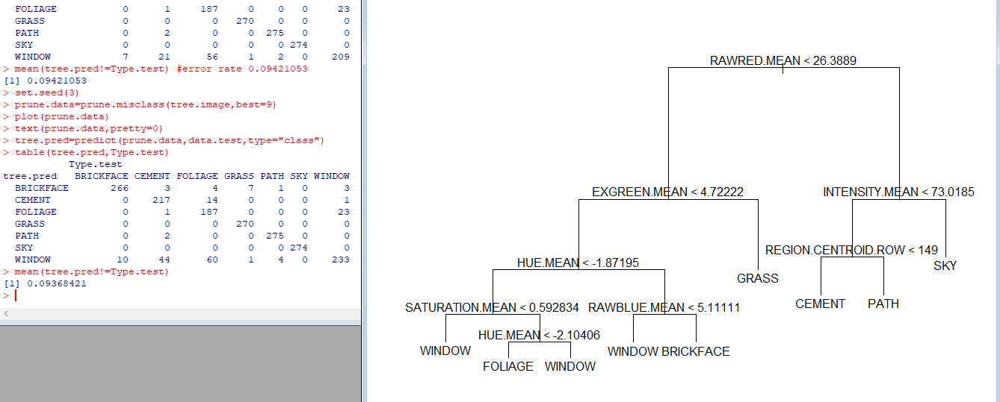 FOLIAGE 0 1 187 0 0 0 23
GRASS 0 0 0 270 0 0 0
PATH 0 2 0 0 275 0 0
SKY 0 0 0 0 0 274 0
WINDOW 7 21 56 1 2 0 209
> mean(tree.pred!=Type.test) #error rate 0.09421053
[1] 0.09421053
> set.seed(3)
> prune.data=prune.misclass(tree.image,best=9)
> plot(prune.data)
> text(prune.data,pretty=0)
> tree.pred=predict(prune.data,data.test,type="class")
> table(tree.pred,Type.test)
Type.test
tree.pred BRICKFACE CEMENT FOLIAGE GRASS PATH SKY WINDOW
BRICKFACE 266 3 4 7 1 0 3
CEMENT 0 217 14 0 0 0 1
FOLIAGE 0 1 187 0 0 0 23
GRASS 0 0 0 270 0 0 0
PATH 0 2 0 0 275 0 0
SKY 0 0 0 0 0 274 0
WINDOW 10 44 60 1 4 0 233
> mean(tree.pred!=Type.test)
[1] 0.09368421
>
RAWRED.MEAN < 26.3889
EXGREEN.MEAN < 4.72222
INTENSITY.MEAN < 73.0185
REGION.CENTROID.ROW < 149
HUE.MEAN < -1.87195
SKY
GRASS
CEMENT
PATH
SATURATION.MEAN < 0.592834
RAWBLUE.MEAN < 5.11111
HUE.MEAN < -2.10406
WINDOW
WINDOW
BRICKFACE
FOLIAGE
WINDOW